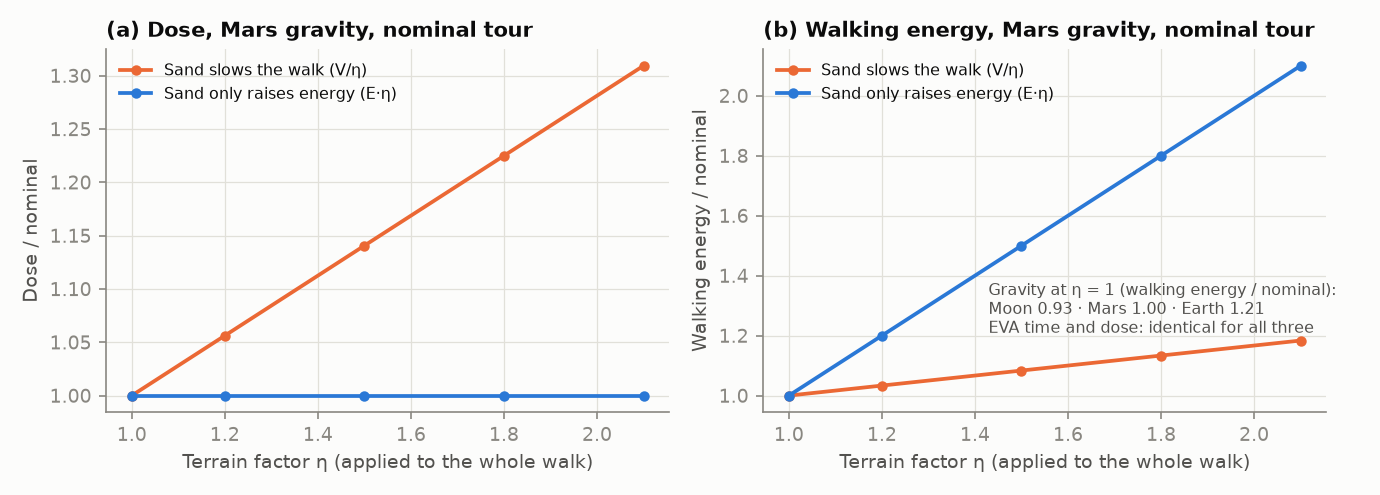 (a) Dose, Mars gravity, nominal tour
Sand slows the walk (V/η)
Sand only raises energy (E·η)
Dose / nominal
1.30
1.25
1.20
1.15
1.10
1.05
1.00
1.0 1.2 1.4 1.6 1.8 2.0
Terrain factor η (applied to the whole walk)
(b) Walking energy, Mars gravity, nominal tour
Sand slows the walk (V/η)
Sand only raises energy (E·η)
Walking energy / nominal
2.0
1.8
1.6
1.4
1.2
1.0
Gravity at η = 1 (walking energy / nominal):
Moon 0.93 · Mars 1.00 · Earth 1.21
EVA time and dose: identical for all three
1.0 1.2 1.4 1.6 1.8 2.0
Terrain factor η (applied to the whole walk)